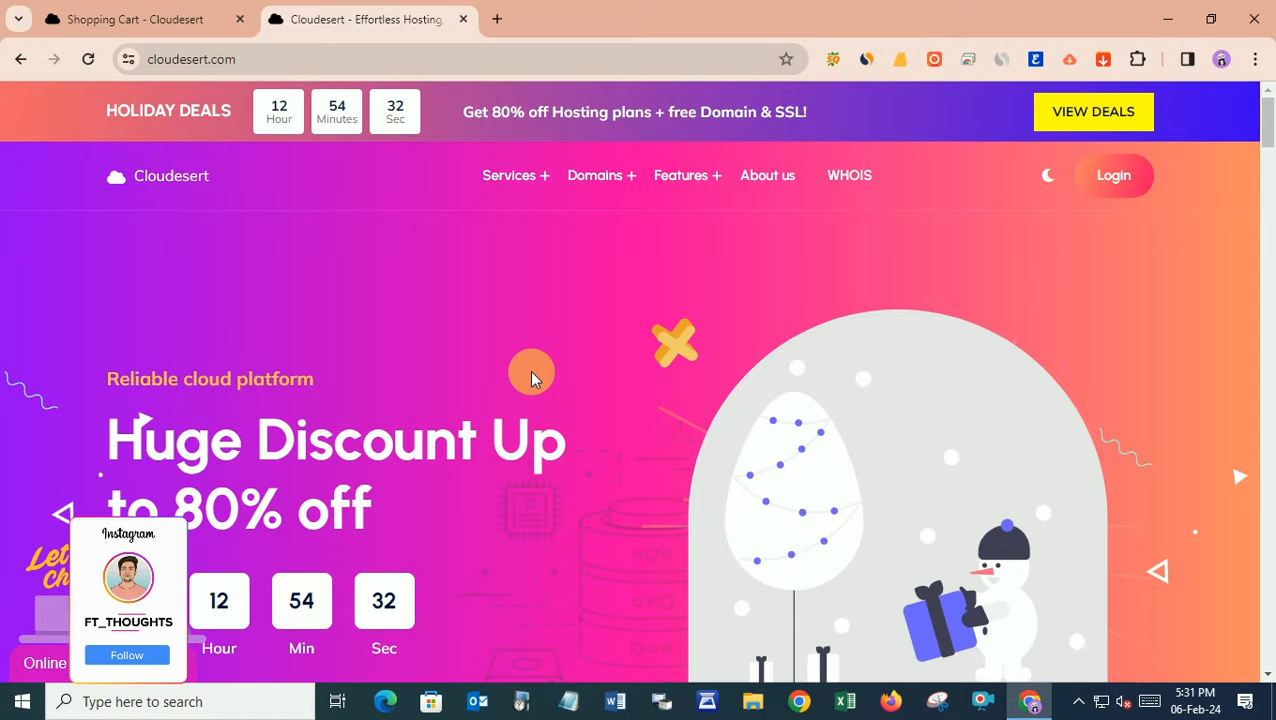 Shopping Cart - Cloudesert
Cloudesert - Effortless Hosting,
cloudesert.com
HOLIDAY DEALS
12
Hour
54
Minutes
32
Sec
Get 80% off Hosting plans + free Domain & SSL!
VIEW DEALS
Cloudesert
Services +
Domains +
Features +
About us
WHOIS
Login
Reliable cloud platform
Huge Discount Up
to 80% off
12
Hour
54
Min
32
Sec
Instagram
FT_THOUGHTS
Follow
Online
Type here to search
5:31 PM
06-Feb-24